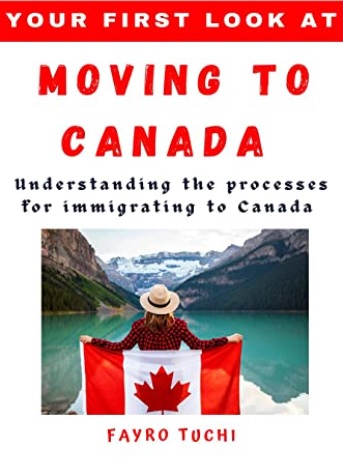 YOUR FIRST LOOK AT
MOVING TO
CANADA
Understanding the processes
for immigrating to Canada
FAYRO TUCHI